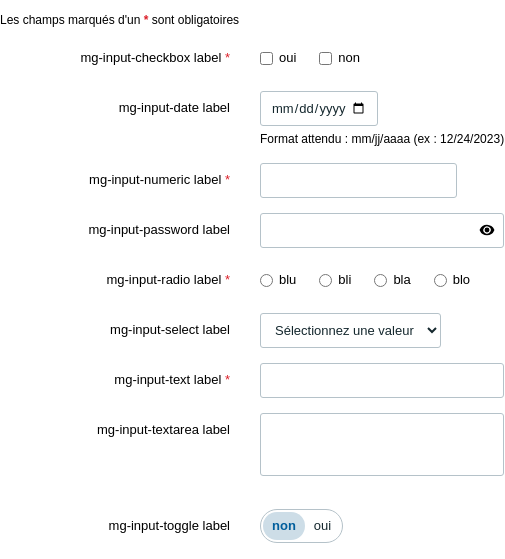 Les champs marqués d'un * sont obligatoires
mg-input-checkbox label * oui non
mg-input-date label mm/dd/yyyy
Format attendu : mm/jj/aaaa (ex : 12/24/2023)
mg-input-numeric label *
mg-input-password label
mg-input-radio label * blu bli bla blo
mg-input-select label Sélectionnez une valeur
mg-input-text label *
mg-input-textarea label
mg-input-toggle label non oui